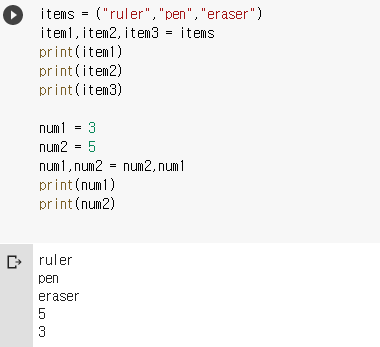 items = ("ruler","pen","eraser")
item1,item2,item3 = items
print(item1)
print(item2)
print(item3)
num1 = 3
num2 = 5
num1,num2 = num2,num1
print(num1)
print(num2)
ruler
pen
eraser
5
3